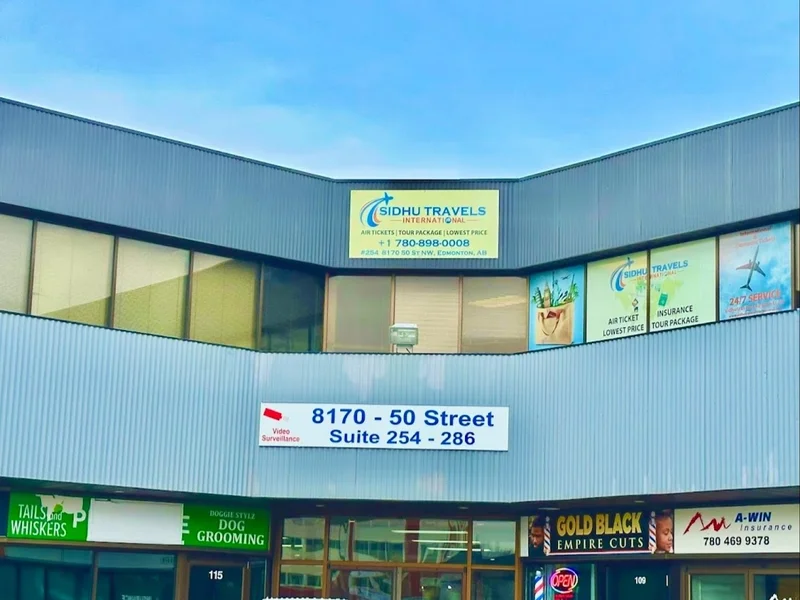 SIDHU TRAVELS
INTERNATIONAL
AIR TICKETS | TOUR PACKAGE | LOWEST PRICE
+1 780-898-0008
#254, 8170 50 ST NW, EDMONTON, AB
SIDHU TRAVELS
INTERNATIONAL
AIR TICKET
LOWEST PRICE
INSURANCE
TOUR PACKAGE
24/7 SERVICE
8170 - 50 Street
Suite 254 - 286
Video
Surveillance
TAILS and
WHISKERS
P
E
DOGGIE STYLE
DOG
GROOMING
115
GOLD BLACK
EMPIRE CUTS
A-WIN
Insurance
780 469 9378
OPEN
109